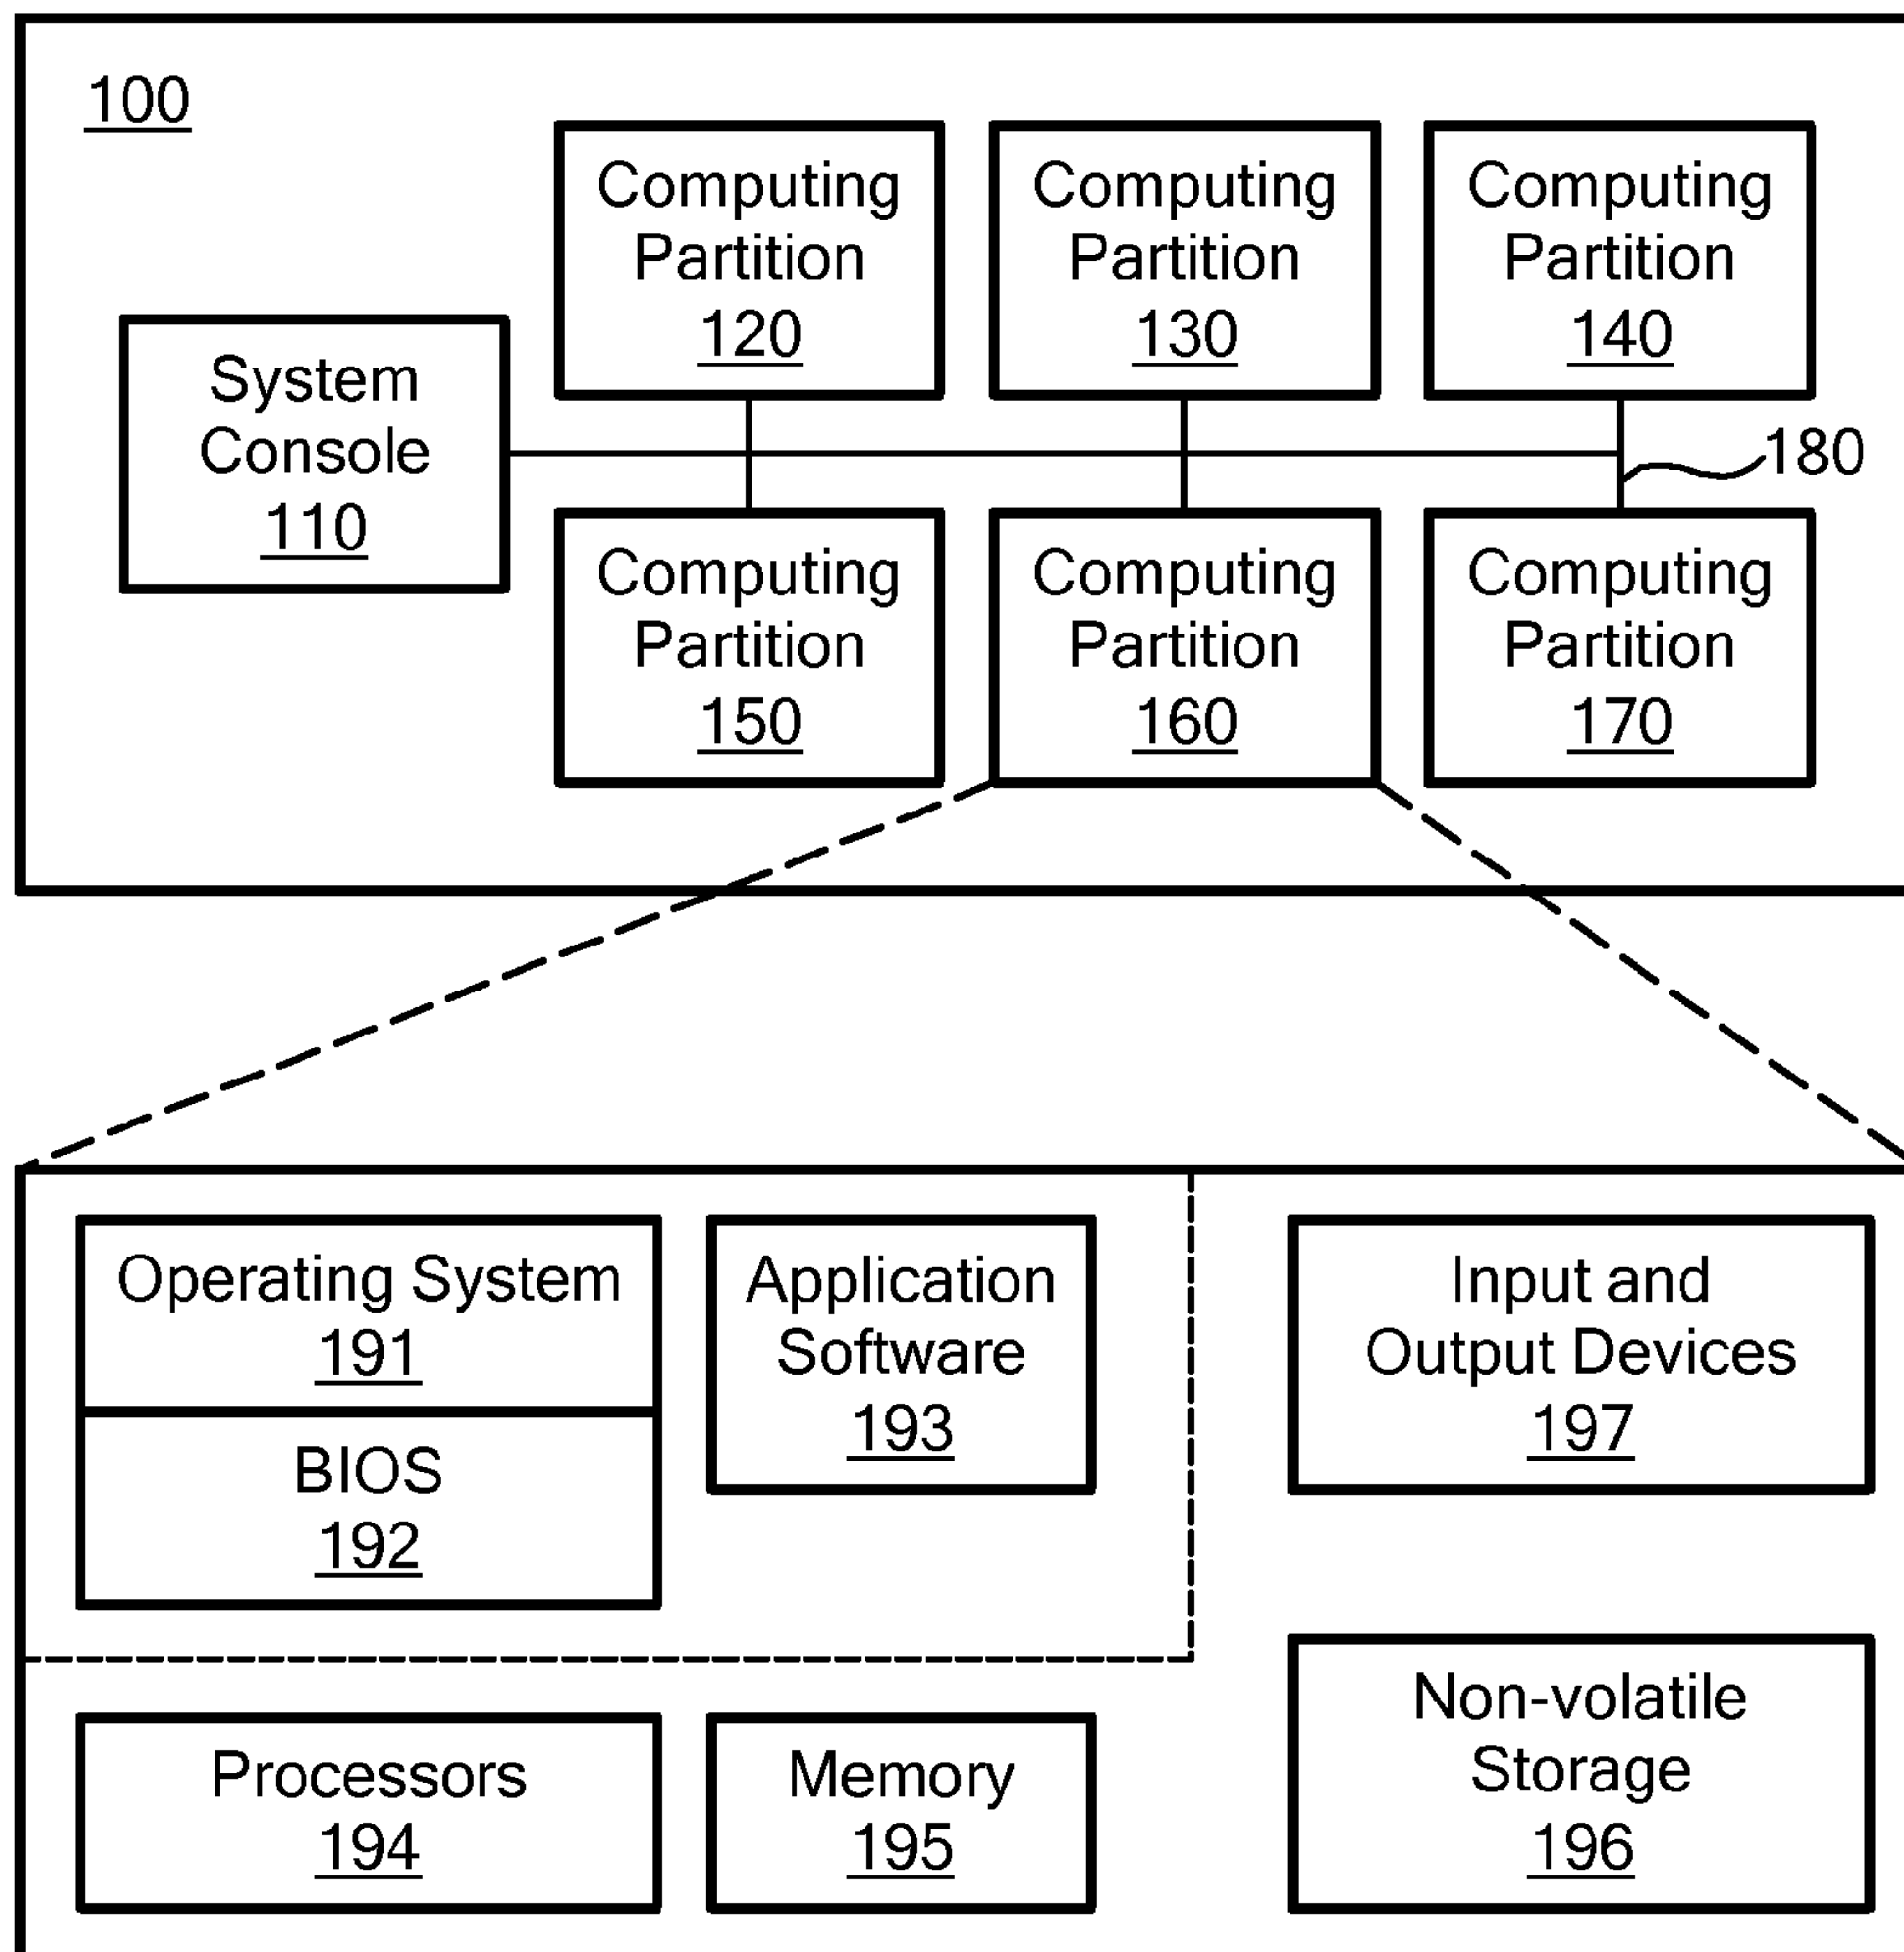 100
Computing
Partition
120
Computing
Partition
130
Computing
Partition
140
System
Console
110
180
Computing
Partition
150
Computing
Partition
160
Computing
Partition
170
Operating System
191
BIOS
192
Application
Software
193
Input and
Output Devices
197
Processors
194
Memory
195
Non-volatile
Storage
196